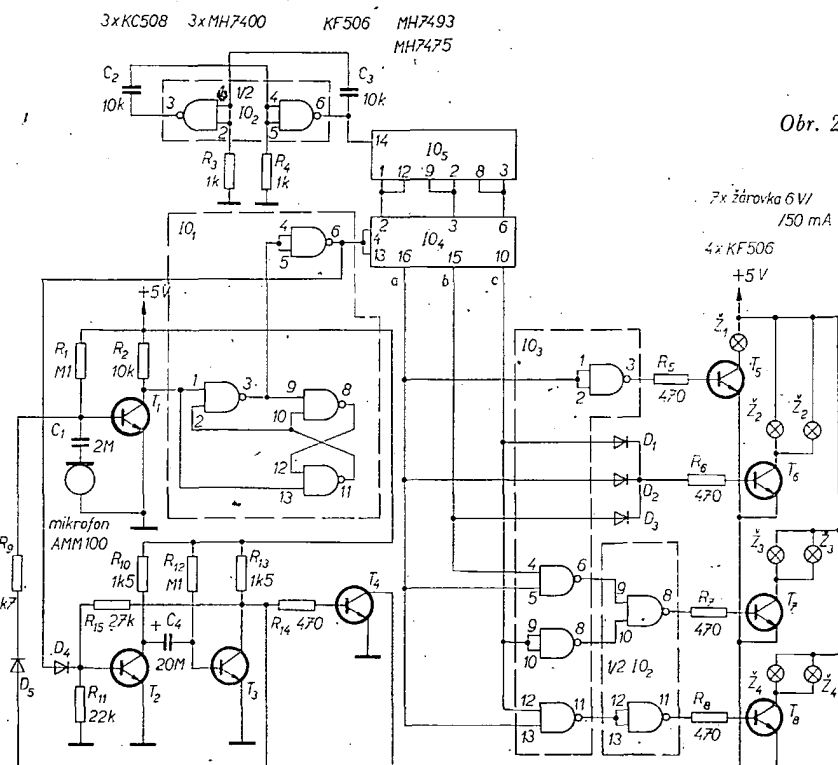 3xKC508 3xMH7400 KF506 MH7493
MH7475
Obr. 2
C2
10k
C3
10k
3
1
2
1/2
IO2
4
5
6
R3
1k
R4
1k
14
IO5
1 12 9 2 8 3
2 3 6
IO4
4
13
16 15 10
a b c
7x žárovka 6 V/
/50 mA
4xKF506
+5V
IO1
4
5
6
+5V
R1
M1
R2
10k
T1
C1
2M
mikrofon
AMM100
1
2
3
9
10
8
12
13
11
IO3
1
2
3
R5
470
T5
Ž1
Ž2
Ž2
D1
D2
D3
R6
470
T6
4
5
6
9
10
8
9
10
8
1/2 IO2
R7
470
T7
Ž3
Ž3
12
13
11
12
13
11
R8
470
T8
Ž4
Ž4
R9
k7
D5
R10
1k5
R12
M1
R13
1k5
R15 27k
+ C4
20M
R14 470
T4
D4
R11
22k
T2
T3